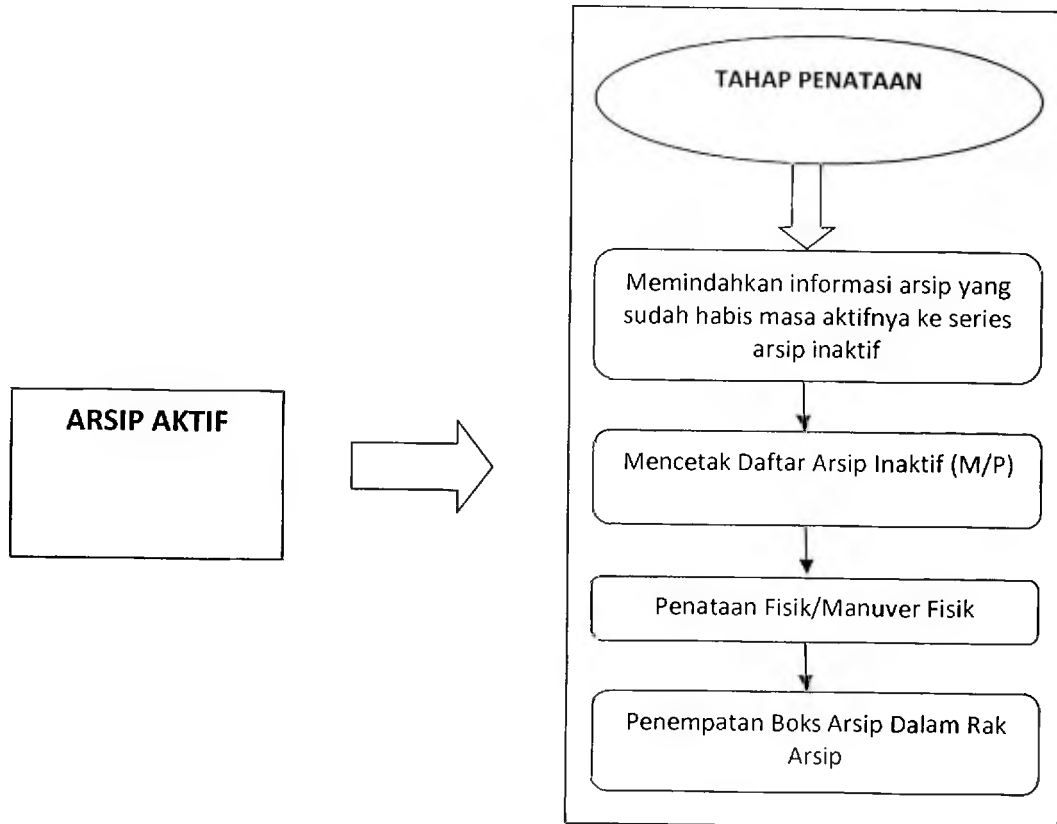 TAHAP PENATAAN
Memindahkan informasi arsip yang
sudah habis masa aktifnya ke series
arsip inaktif
ARSIP AKTIF
Mencetak Daftar Arsip Inaktif (M/P)
Penataan Fisik/Manuver Fisik
Penempatan Boks Arsip Dalam Rak
Arsip